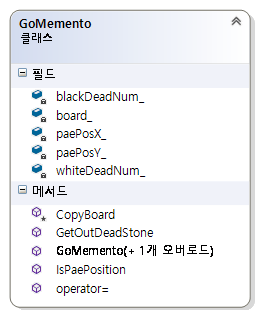 GoMemento
클래스
필드
blackDeadNum_
board_
paePosX_
paePosY_
whiteDeadNum_
메서드
CopyBoard
GetOutDeadStone
GoMemento(+ 1개 오버로드)
IsPaePosition
operator=